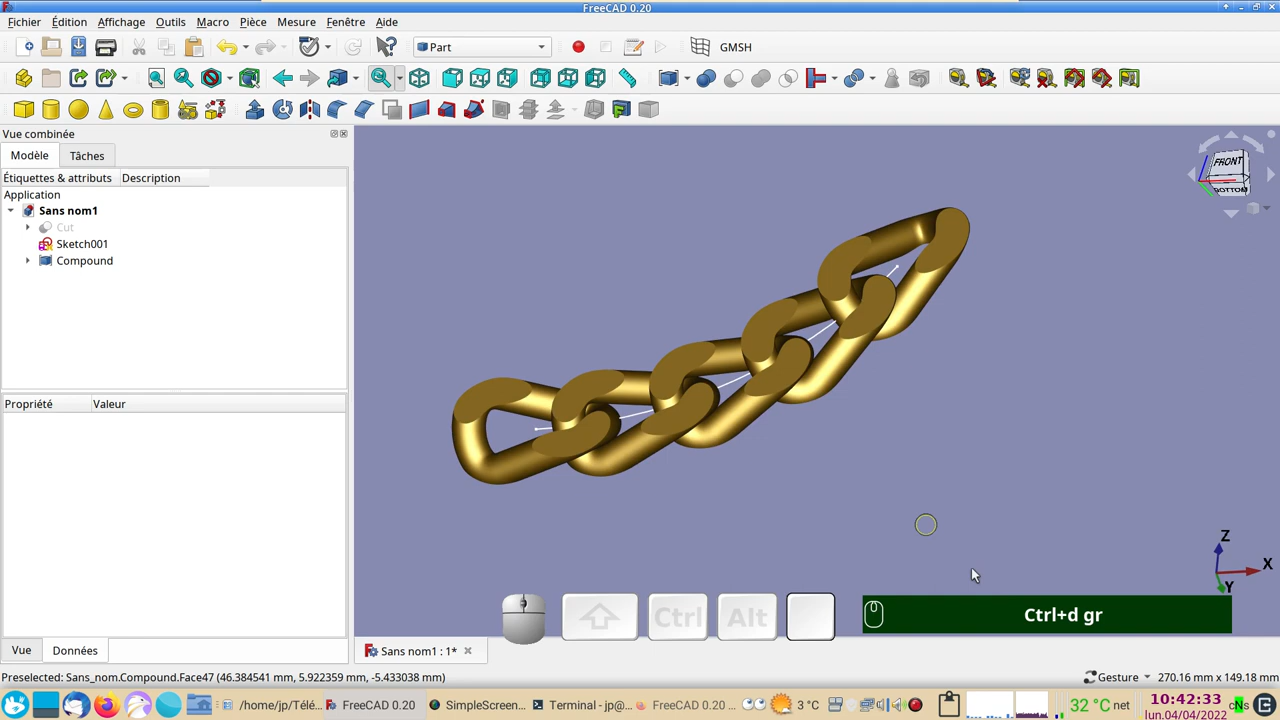 FreeCAD 0.20
Fichier Édition Affichage Outils Macro Pièce Mesure Fenêtre Aide
Part
GMSH
Vue combinée
Modèle Tâches
Étiquettes & attributs Description
Application
Sans nom1
Cut
Sketch001
Compound
FRONT
BOTTOM
Propriété Valeur
Z
X
Y
Ctrl Alt
Ctrl+d gr
Vue Données
Sans nom1 : 1*
Preselected: Sans_nom.Compound.Face47 (46.384541 mm, 5.922359 mm, -5.433038 mm)
Gesture 270.16 mm x 149.18 mm
/home/jp/Télé... FreeCAD 0.20 SimpleScreen... Terminal - jp@... FreeCAD 0.20 ... 3 °C 32 °C net 10:42:33
lun.04/04/2022